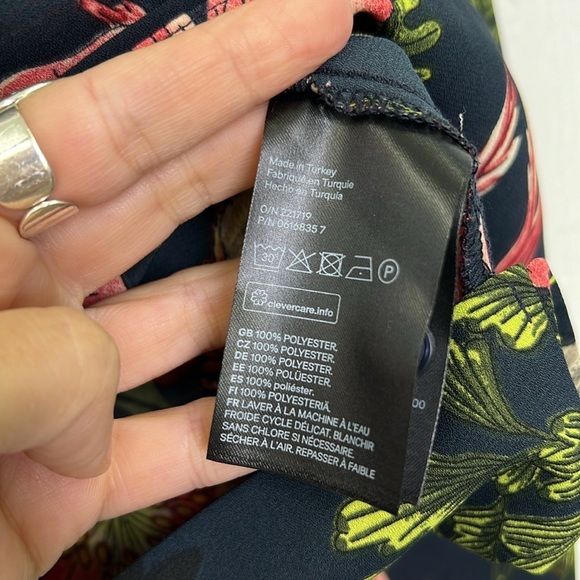 Made in Turkey
Fabriqué en Turquie
Hecho en Turquía
O/N 221719
P/N 0616835 7
30°
P
clevercare.info
GB 100% POLYESTER.
CZ 100% POLYESTER.
DE 100% POLYESTER.
EE 100% POLÜESTER.
ES 100% poliéster.
FI 100% POLYESTERIÄ.
FR LAVER À LA MACHINE À L'EAU
FROIDE CYCLE DÉLICAT. BLANCHIR
SANS CHLORE SI NÉCESSAIRE.
SÉCHER À L'AIR. REPASSER À FAIBLE
00